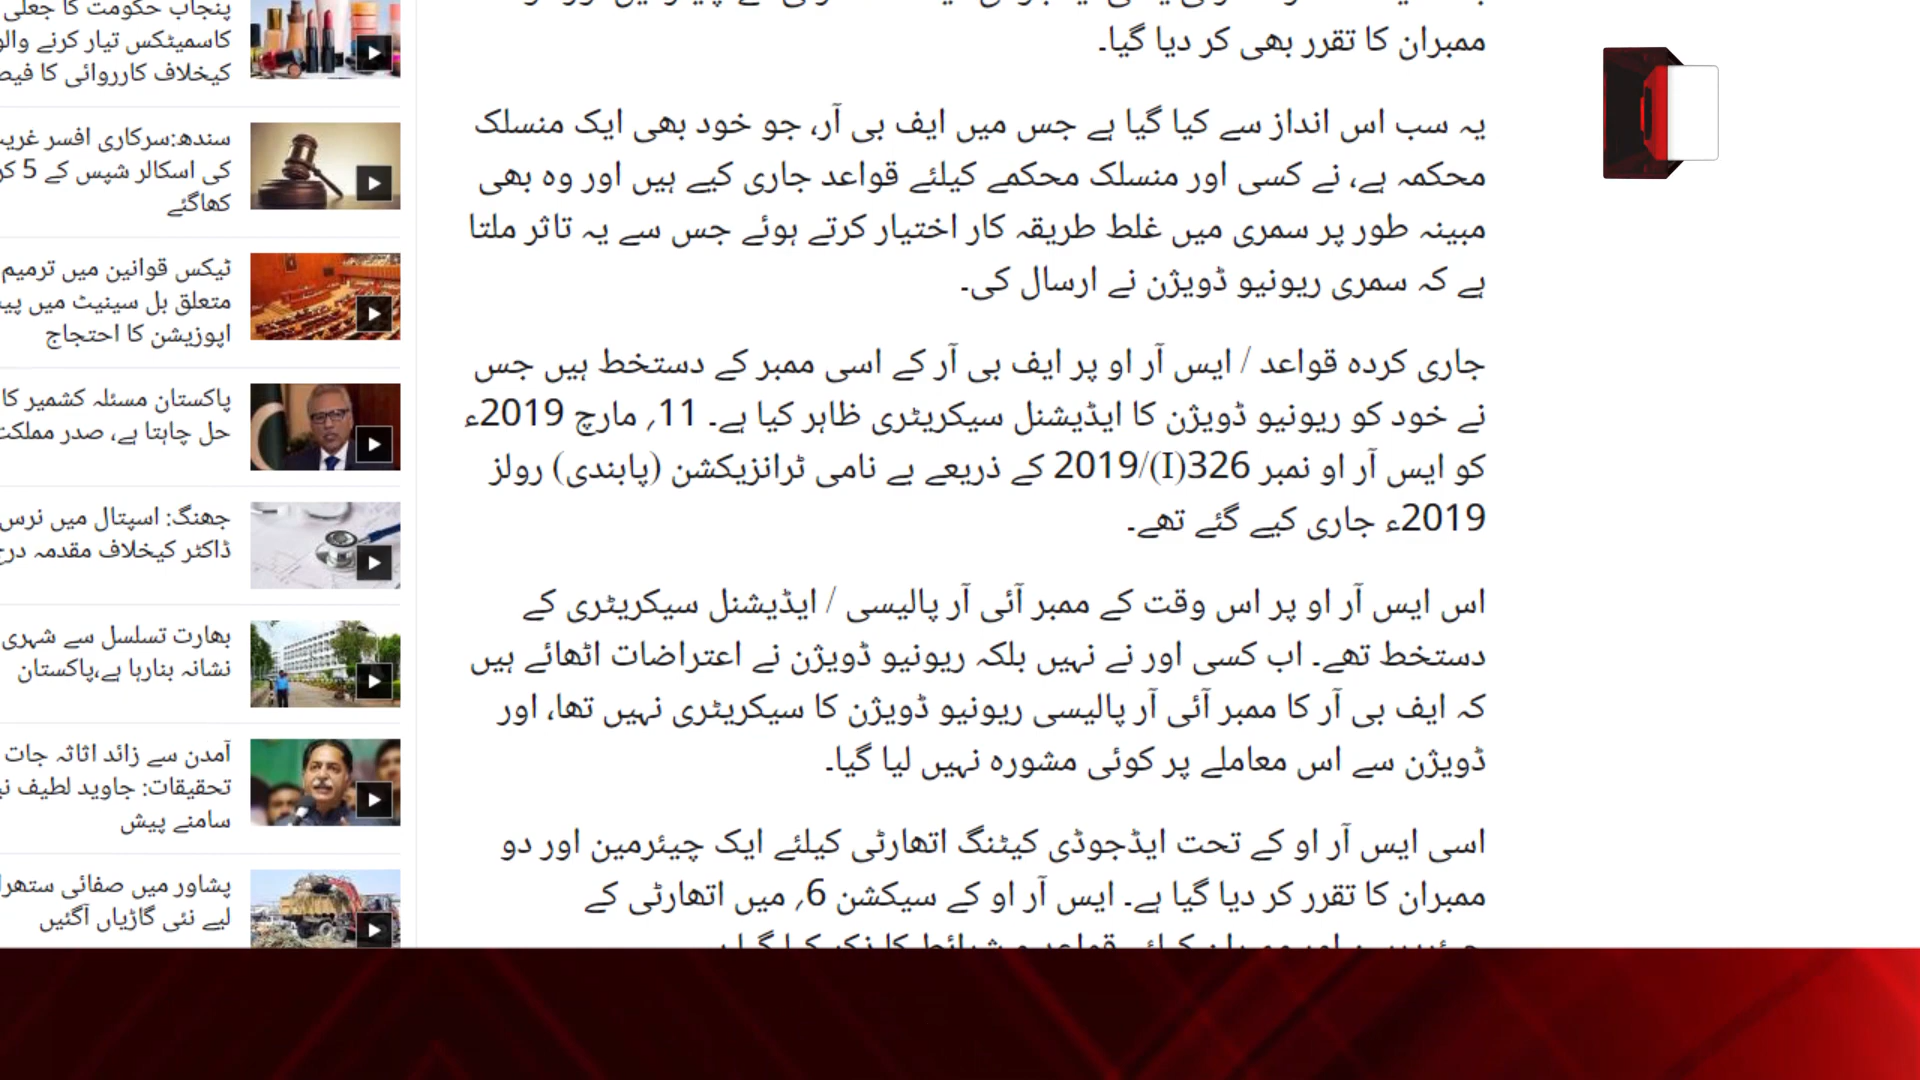 ممبران کا تقرر بھی کر دیا گیا۔
یہ سب اس انداز سے کیا گیا ہے جس میں ایف بی آر، جو خود بھی ایک منسلک
محکمہ ہے، نے کسی اور منسلک محکمے کیلئے قواعد جاری کیے ہیں اور وہ بھی
مبینہ طور پر سمری میں غلط طریقہ کار اختیار کرتے ہوئے جس سے یہ تاثر ملتا
ہے کہ سمری ریونیو ڈویژن نے ارسال کی۔
جاری کردہ قواعد / ایس آر او پر ایف بی آر کے اسی ممبر کے دستخط ہیں جس
نے خود کو ریونیو ڈویژن کا ایڈیشنل سیکریٹری ظاہر کیا ہے۔ 11؍ مارچ 2019ء
کو ایس آر او نمبر 326(I)/2019 کے ذریعے بے نامی ٹرانزیکشن (پابندی) رولز
2019ء جاری کیے گئے تھے۔
اس ایس آر او پر اس وقت کے ممبر آئی آر پالیسی / ایڈیشنل سیکریٹری کے
دستخط تھے۔ اب کسی اور نے نہیں بلکہ ریونیو ڈویژن نے اعتراضات اٹھائے ہیں
کہ ایف بی آر کا ممبر آئی آر پالیسی ریونیو ڈویژن کا سیکریٹری نہیں تھا، اور
ڈویژن سے اس معاملے پر کوئی مشورہ نہیں لیا گیا۔
اسی ایس آر او کے تحت ایڈجوڈی کیٹنگ اتھارٹی کیلئے ایک چیئرمین اور دو
ممبران کا تقرر کر دیا گیا ہے۔ ایس آر او کے سیکشن 6؍ میں اتھارٹی کے
پنجاب حکومت کا جعلی
کاسمیٹکس تیار کرنے
کیخلاف کارروائی کا
سندھ:سرکاری افسر
کی اسکالر شپس کے 5
کھاگئے
ٹیکس قوانین میں ترمیم
متعلق بل سینیٹ میں
اپوزیشن کا احتجاج
پاکستان مسئلہ کشمیر کا
حل چاہتا ہے، صدر مملکت
جھنگ: اسپتال میں نرس
ڈاکٹر کیخلاف مقدمہ
بھارت تسلسل سے شہری
نشانہ بنارہا ہے،پاکستان
آمدن سے زائد اثاثہ جات
تحقیقات: جاوید لطیف
سامنے پیش
پشاور میں صفائی
لیے نئی گاڑیاں آگئیں